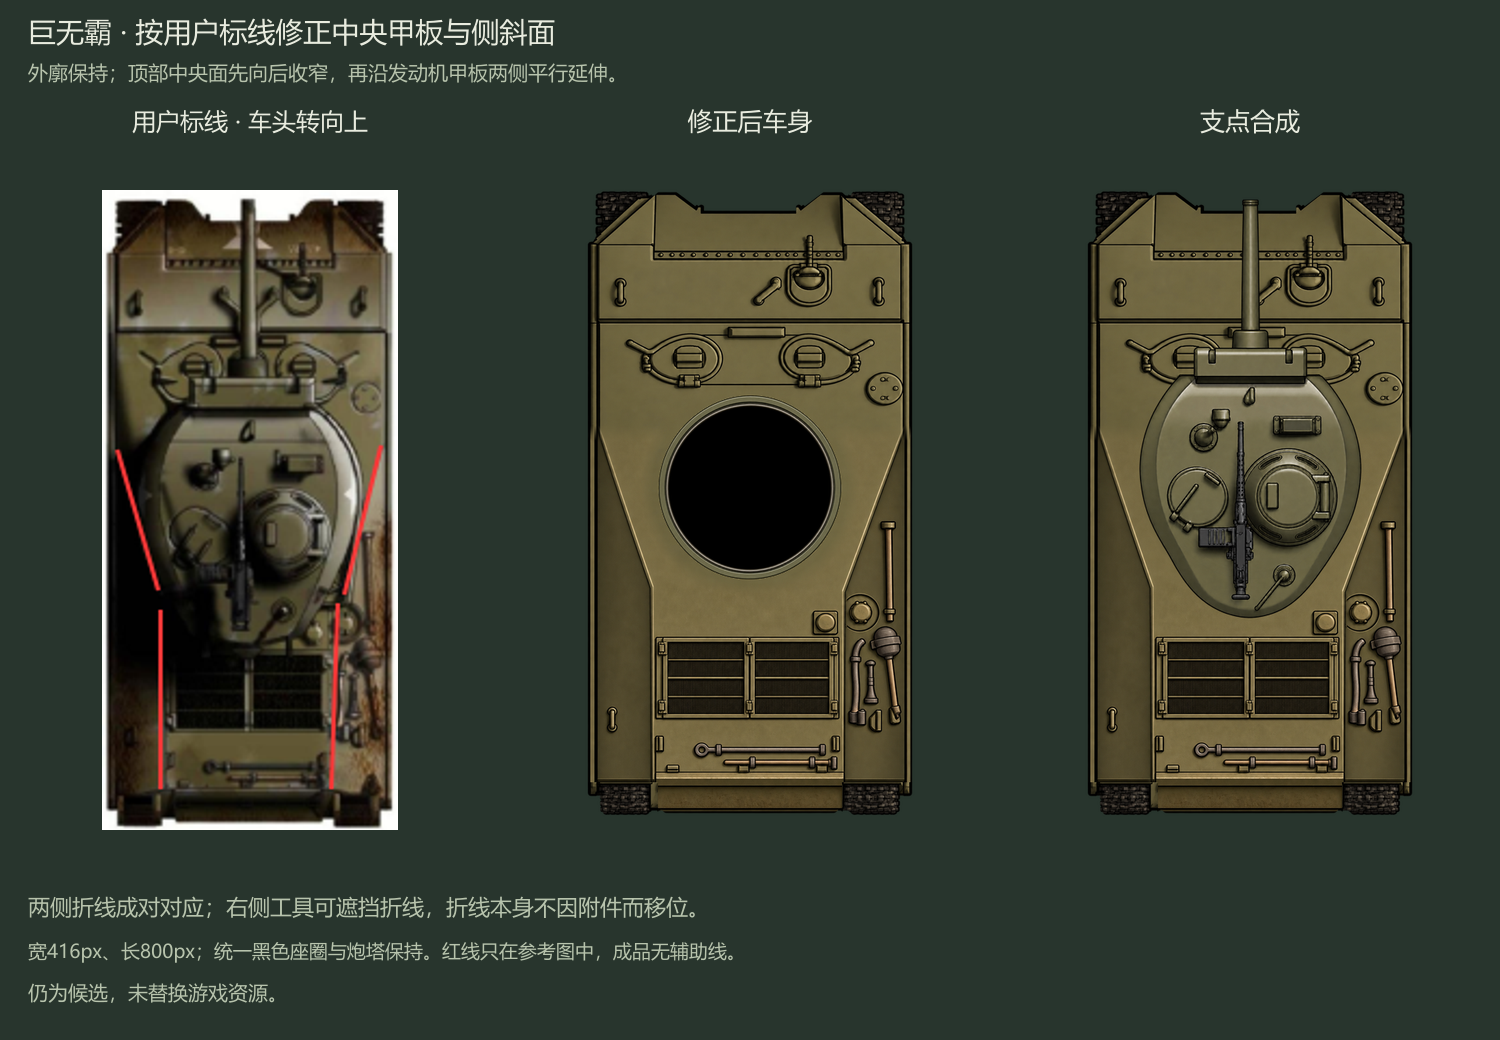 巨无霸 · 按用户标线修正中央甲板与侧斜面
外廓保持；顶部中央面先向后收窄，再沿发动机甲板两侧平行延伸。
用户标线 · 车头转向上
修正后车身
支点合成
两侧折线成对对应；右侧工具可遮挡折线，折线本身不因附件而移位。
宽416px、长800px；统一黑色座圈与炮塔保持。红线只在参考图中，成品无辅助线。
仍为候选，未替换游戏资源。